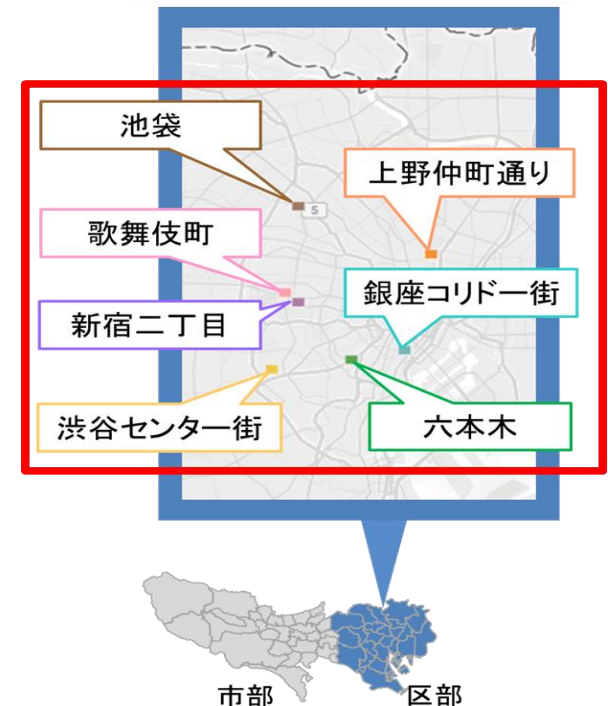 池袋
5
上野仲町通り
歌舞伎町
銀座コリドー街
新宿二丁目
渋谷センター街
六本木
市部
区部